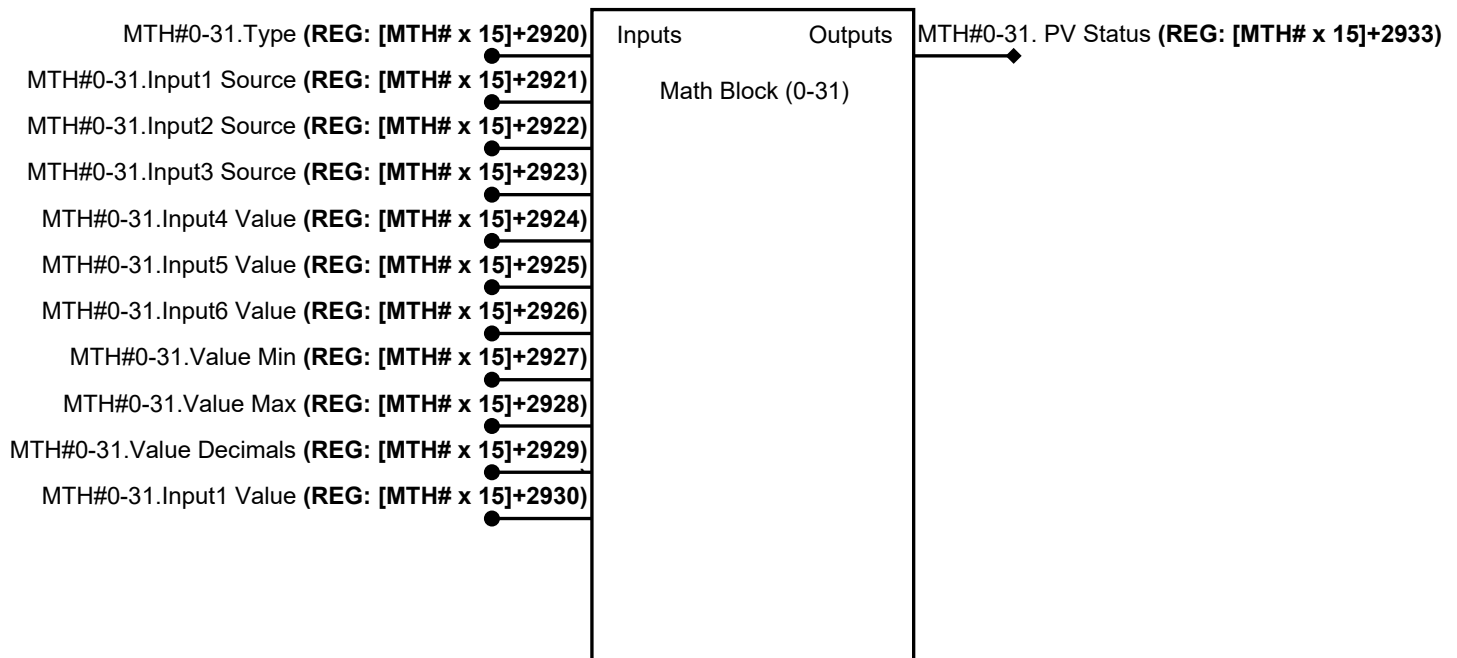 MTH#0-31.Type (REG: [MTH# x 15]+2920)
Inputs
Outputs
MTH#0-31. PV Status (REG: [MTH# x 15]+2933)
MTH#0-31.Input1 Source (REG: [MTH# x 15]+2921)
Math Block (0-31)
MTH#0-31.Input2 Source (REG: [MTH# x 15]+2922)
MTH#0-31.Input3 Source (REG: [MTH# x 15]+2923)
MTH#0-31.Input4 Value (REG: [MTH# x 15]+2924)
MTH#0-31.Input5 Value (REG: [MTH# x 15]+2925)
MTH#0-31.Input6 Value (REG: [MTH# x 15]+2926)
MTH#0-31.Value Min (REG: [MTH# x 15]+2927)
MTH#0-31.Value Max (REG: [MTH# x 15]+2928)
MTH#0-31.Value Decimals (REG: [MTH# x 15]+2929)
MTH#0-31.Input1 Value (REG: [MTH# x 15]+2930)